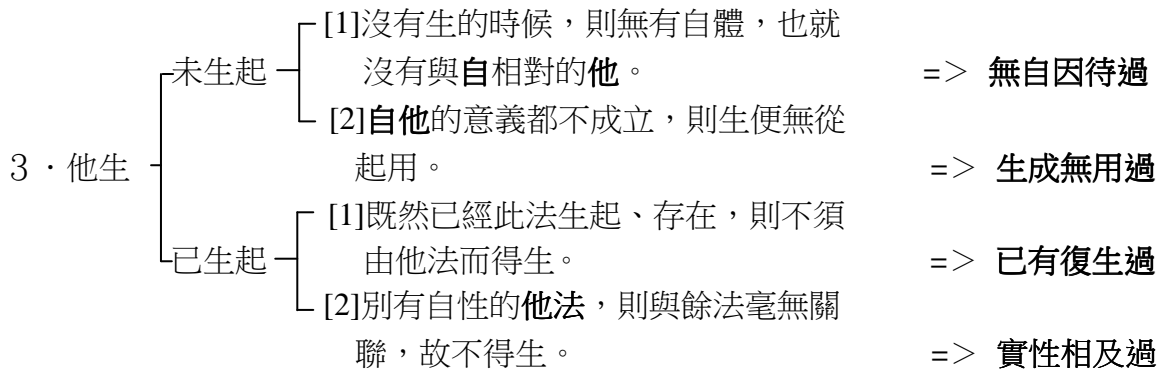 [1]沒有生的時候，則無有自體，也就
未生起 沒有與自相對的他。 => 無自因待過
[2]自他的意義都不成立，則生便無從
3．他生 起用。 => 生成無用過
[1]既然已經此法生起、存在，則不須
已生起 由他法而得生。 => 已有復生過
[2]別有自性的他法，則與餘法毫無關
聯，故不得生。 => 實性相及過